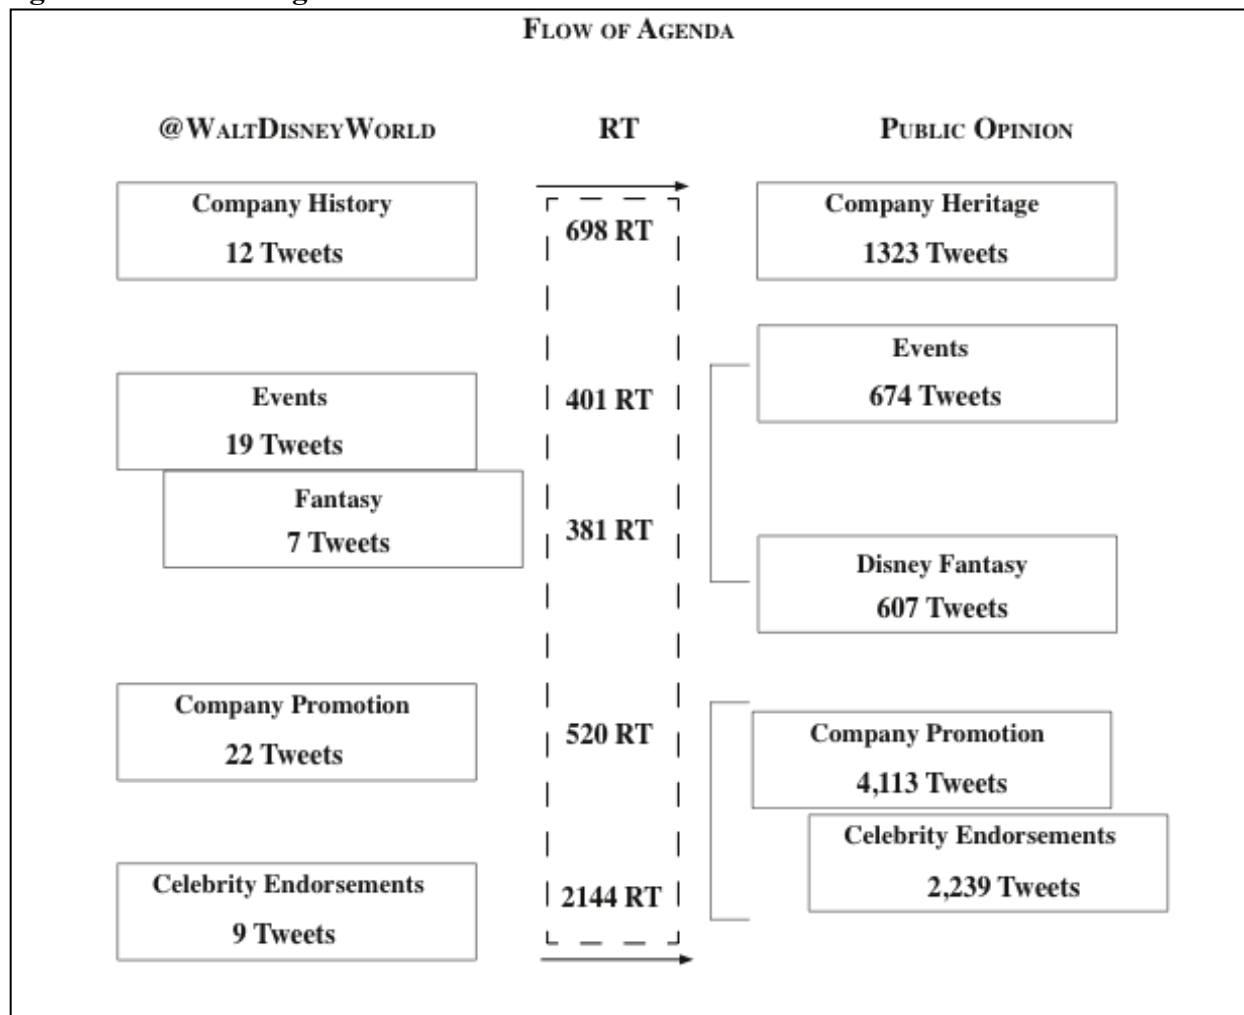 FLOW OF AGENDA
@WALTDISNEYWORLD
RT
PUBLIC OPINION
Company History
12 Tweets
698 RT
Company Heritage
1323 Tweets
Events
19 Tweets
401 RT
Events
674 Tweets
Fantasy
7 Tweets
381 RT
Disney Fantasy
607 Tweets
Company Promotion
22 Tweets
520 RT
Company Promotion
4,113 Tweets
Celebrity Endorsements
9 Tweets
2144 RT
Celebrity Endorsements
2,239 Tweets